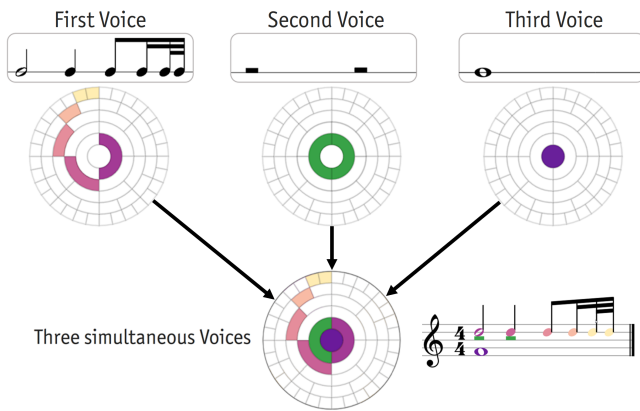 First Voice
Second Voice
Third Voice
Three simultaneous Voices
4
4